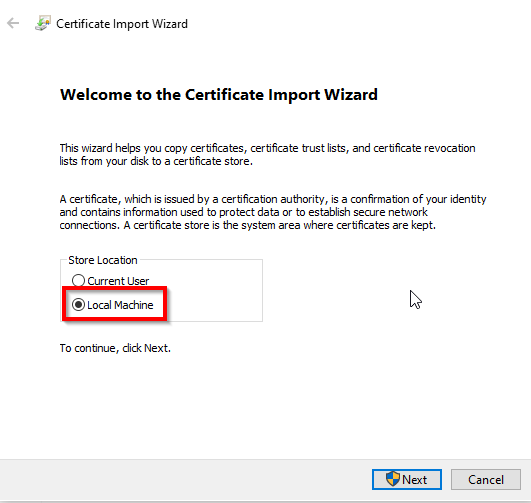 Certificate Import Wizard
Welcome to the Certificate Import Wizard
This wizard helps you copy certificates, certificate trust lists, and certificate revocation
lists from your disk to a certificate store.
A certificate, which is issued by a certification authority, is a confirmation of your identity
and contains information used to protect data or to establish secure network
connections. A certificate store is the system area where certificates are kept.
Store Location
Current User
Local Machine
To continue, click Next.
Next
Cancel